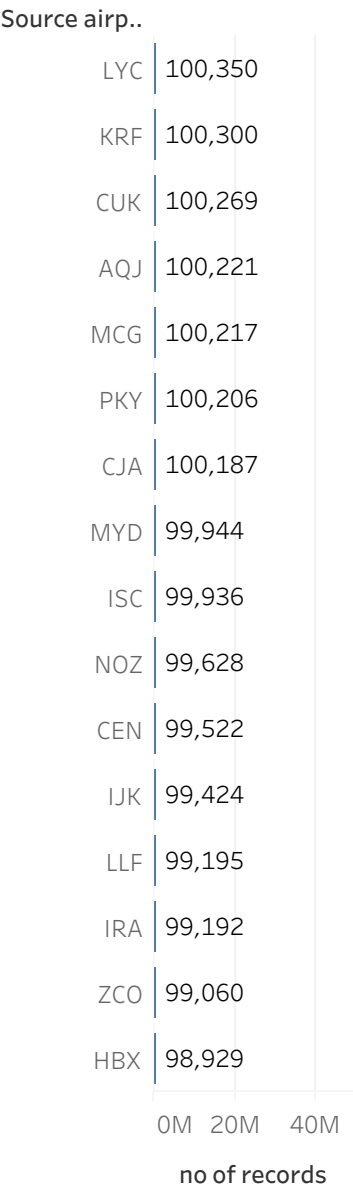 Source airp..
LYC 100,350
KRF 100,300
CUK 100,269
AQJ 100,221
MCG 100,217
PKY 100,206
CJA 100,187
MYD 99,944
ISC 99,936
NOZ 99,628
CEN 99,522
IJK 99,424
LLF 99,195
IRA 99,192
ZCO 99,060
HBX 98,929
0M 20M 40M
no of records